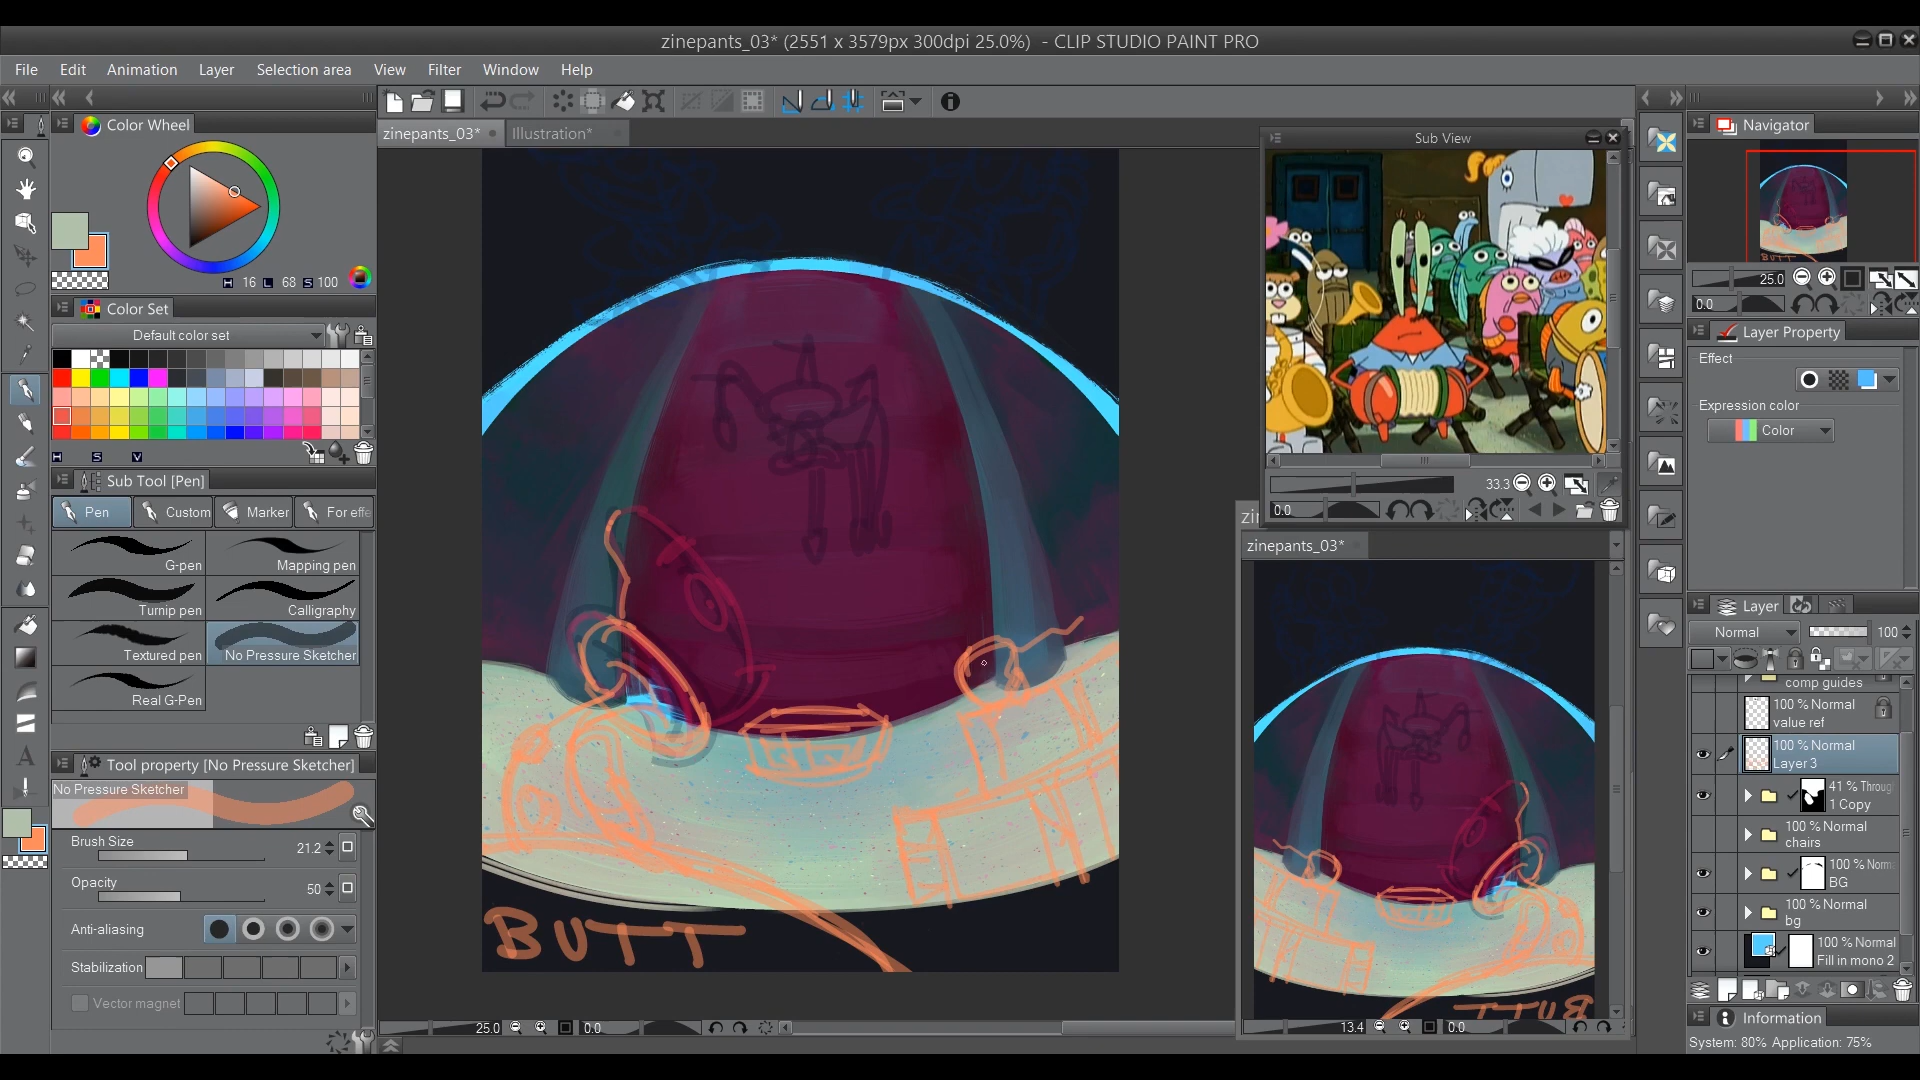 zinepants_03* (2551 x 3579px 300dpi 25.0%) - CLIP STUDIO PAINT PRO
File Edit Animation Layer Selection area View Filter Window Help
Color Wheel
H 16 L 68 S 100
Color Set
Default color set
H S V
Sub Tool [Pen]
Pen Custom Marker For effe
G-pen Mapping pen
Turnip pen Calligraphy
Textured pen No Pressure Sketcher
Real G-Pen
Tool property [No Pressure Sketcher]
No Pressure Sketcher
Brush Size 21.2
Opacity 50
Anti-aliasing
Stabilization
Vector magnet
zinepants_03* Illustration*
BUTT
25.0 0.0
Sub View
33.3
0.0
zi
zinepants_03*
BUTT
13.4 0.0
Navigator
BUTT
25.0
0.0
Layer Property
Effect
Expression color
Color
Layer
Normal 100
comp guides
100 % Normal
value ref
100 % Normal
Layer 3
41 % Throug
1 Copy
100 % Normal
chairs
100 % Norma
BG
100 % Normal
bg
100 % Normal
Fill in mono 2
Information
System: 80% Application: 75%